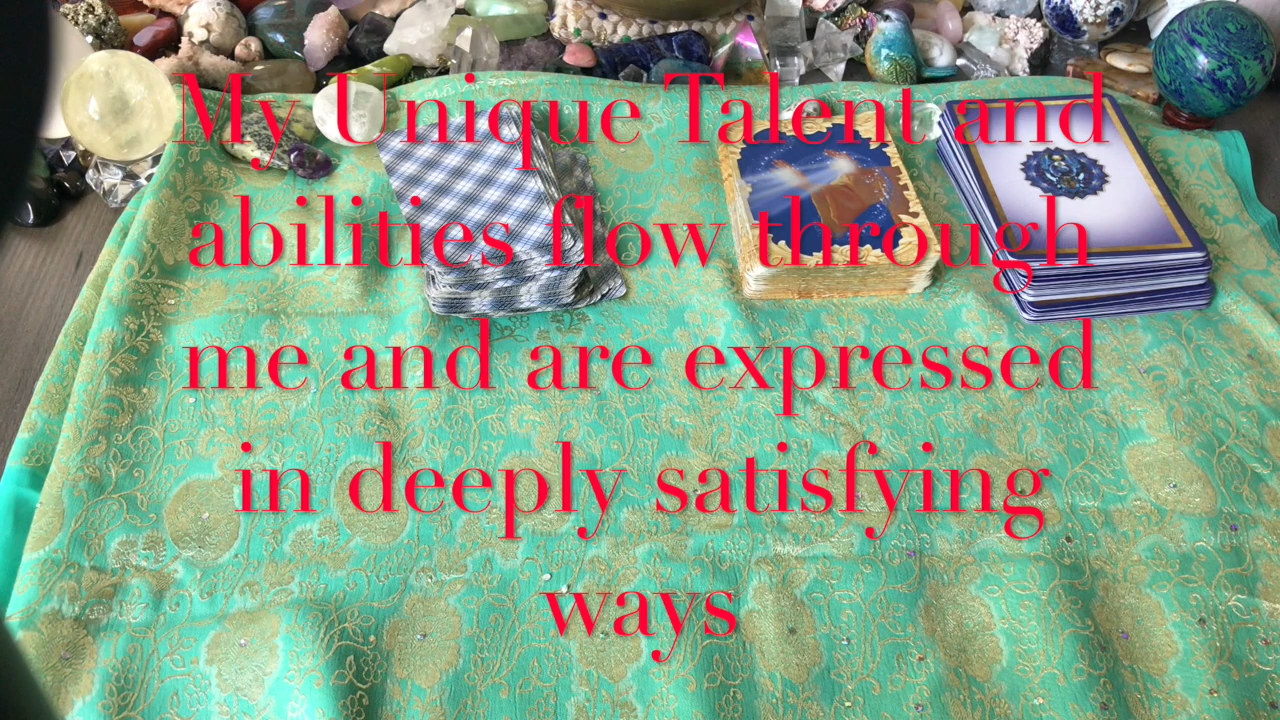 My Unique Talent and
abilities flow through
me and are expressed
in deeply satisfying
ways